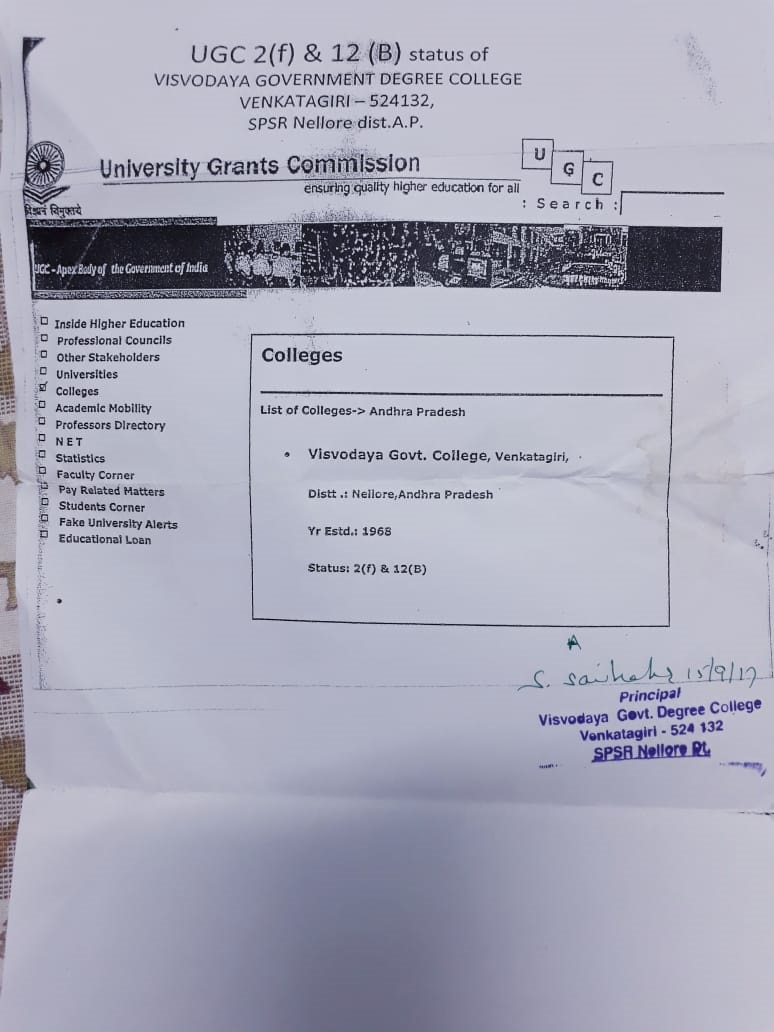 UGC 2(f) & 12 (B) status of
VISVODAYA GOVERNMENT DEGREE COLLEGE
VENKATAGIRI – 524132,
SPSR Nellore dist.A.P.
University Grants Commission
ensuring quality higher education for all
U G C
: Search :
UGC - Apex Body of the Government of India
Inside Higher Education
Professional Councils
Other Stakeholders
Universities
Colleges
Academic Mobility
Professors Directory
NET
Statistics
Faculty Corner
Pay Related Matters
Students Corner
Fake University Alerts
Educational Loan
Colleges
List of Colleges-> Andhra Pradesh
• Visvodaya Govt. College, Venkatagiri,
Distt .: Nellore,Andhra Pradesh
Yr Estd.: 1968
Status: 2(f) & 12(B)
15/9/17
Principal
Visvodaya Govt. Degree College
Venkatagiri - 524 132
SPSR Nellore Dt.